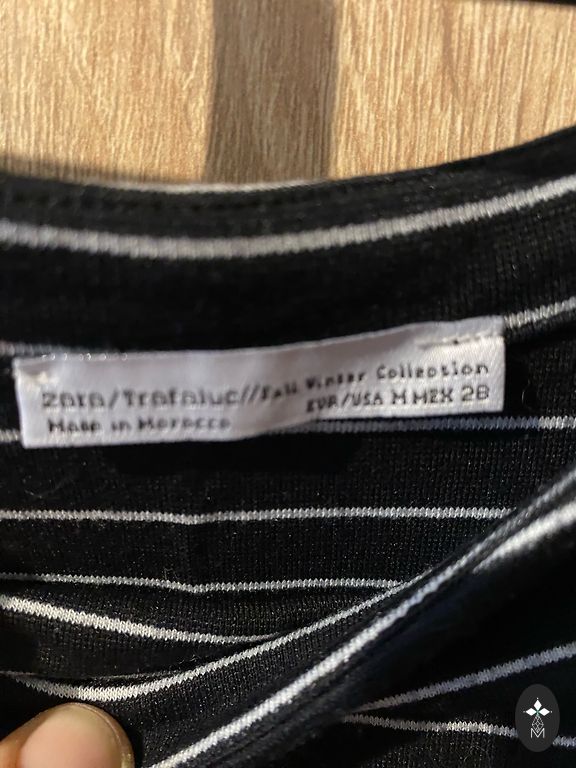 ZARA/Trafaluc//Fall Winter Collection
EUR/USA M MEX 28
Made in Morocco